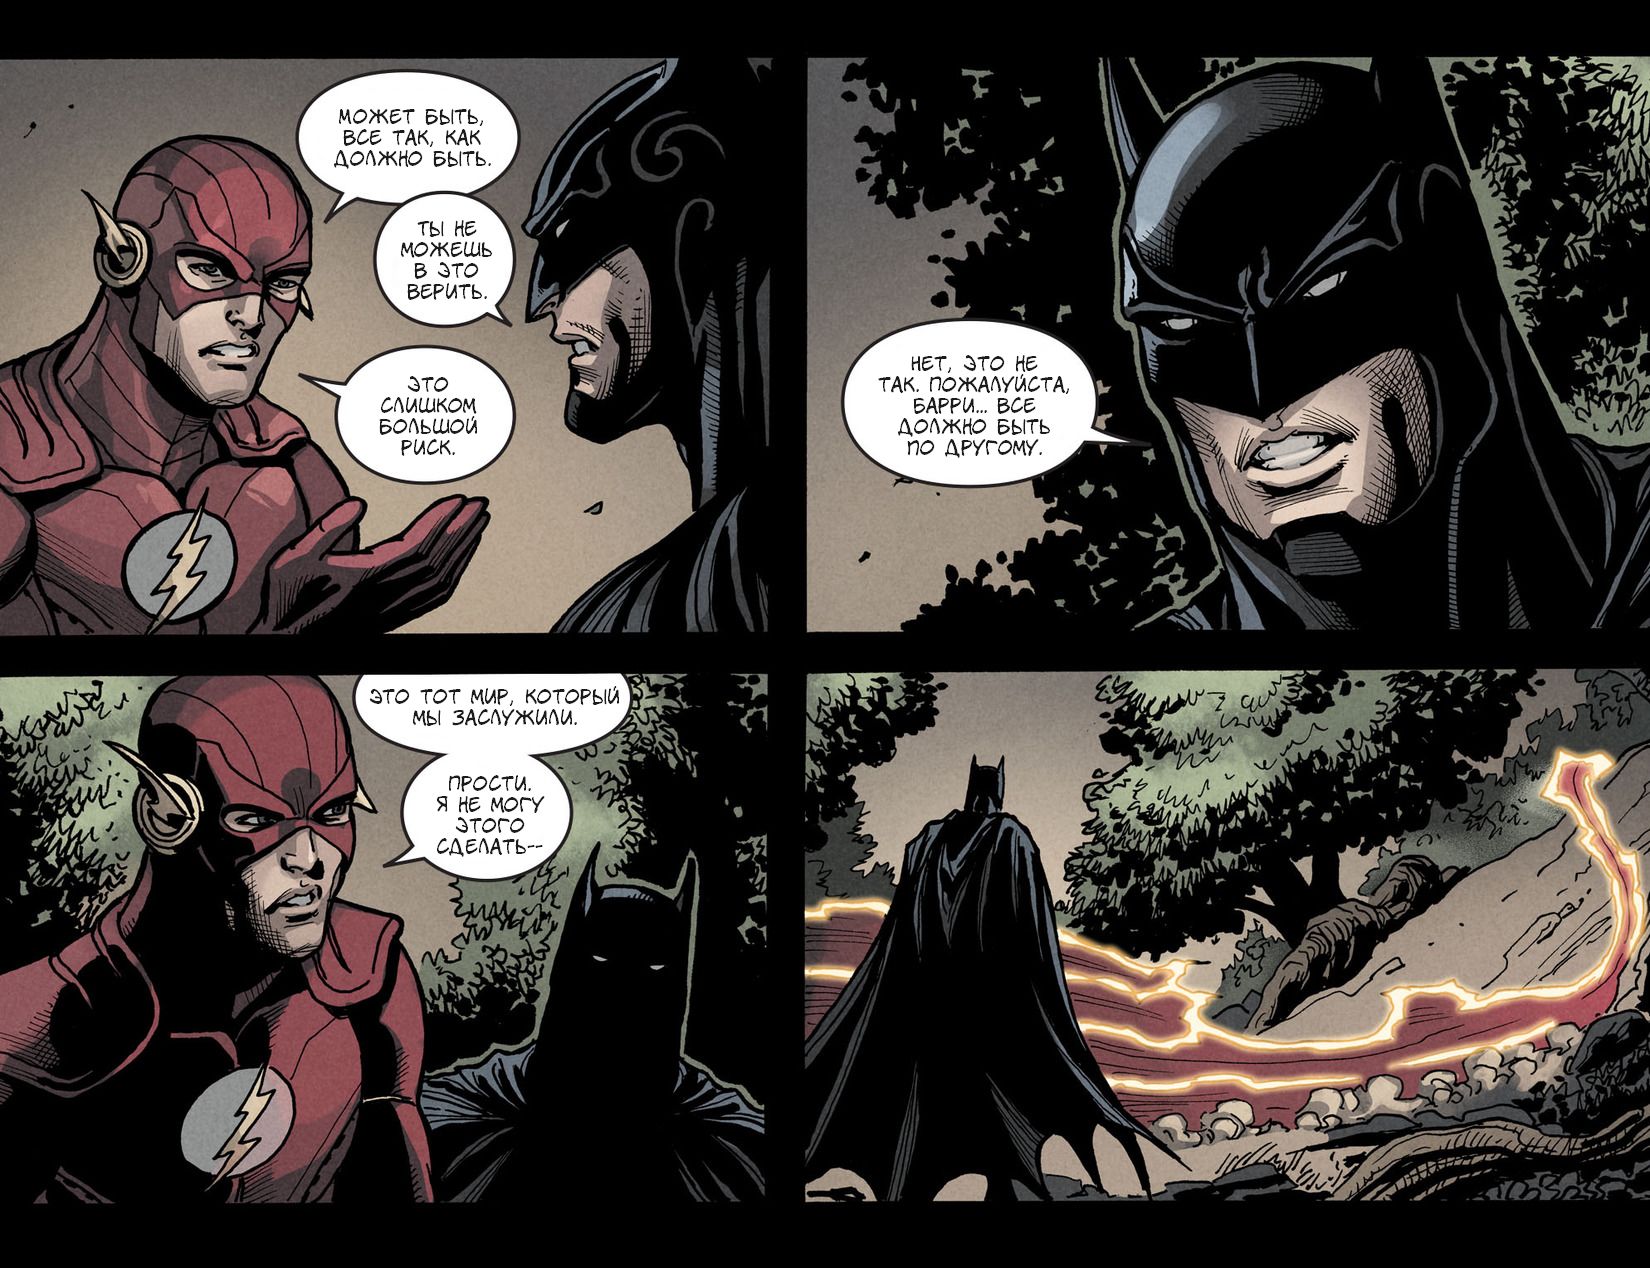 МОЖЕТ БЫТЬ,
ВСЕ ТАК, КАК
ДОЛЖНО БЫТЬ.
ТЫ НЕ
МОЖЕШЬ
В ЭТО
ВЕРИТЬ.
ЭТО
СЛИШКОМ
БОЛЬШОЙ
РИСК.
НЕТ, ЭТО НЕ
ТАК. ПОЖАЛУЙСТА,
БАРРИ... ВСЕ
ДОЛЖНО БЫТЬ
ПО ДРУГОМУ.
ЭТО ТОТ МИР, КОТОРЫЙ
МЫ ЗАСЛУЖИЛИ.
ПРОСТИ.
Я НЕ МОГУ
ЭТОГО
СДЕЛАТЬ--